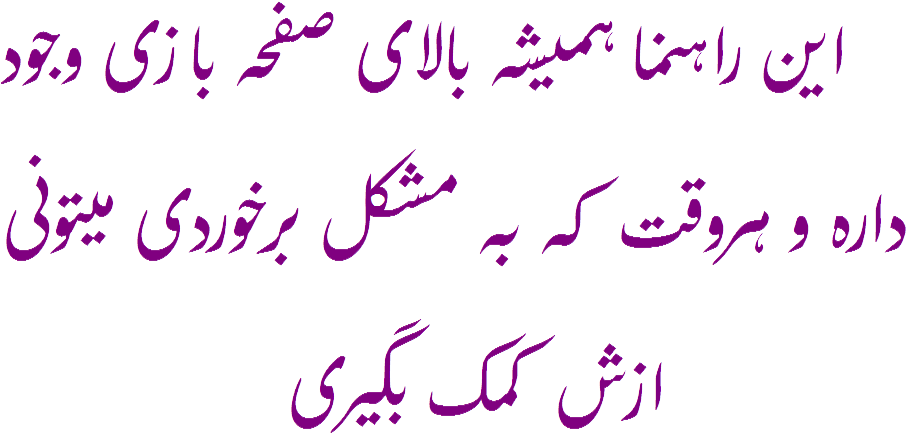 این راهنما همیشه بالای صفحه بازی وجود
داره و هروقت که به مشکل برخوردی میتونی
ازش کمک بگیری